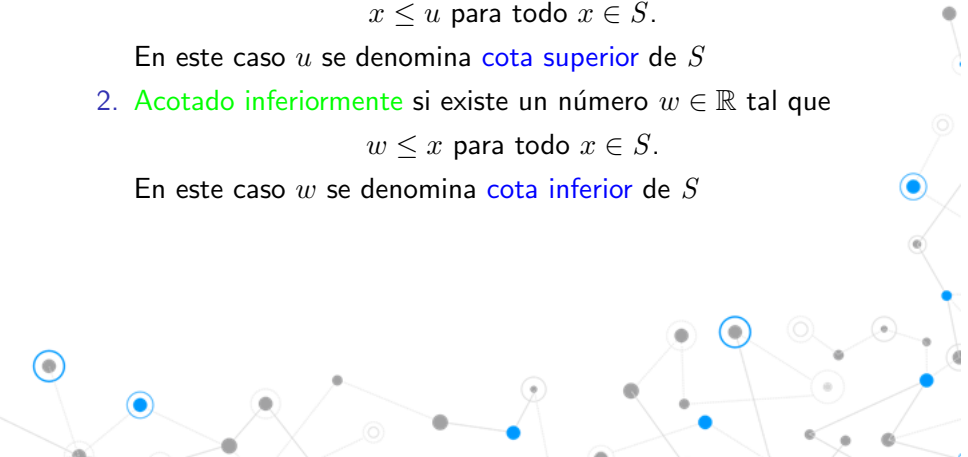 x ≤ u para todo x ∈ S.
En este caso u se denomina cota superior de S
2. Acotado inferiormente si existe un número w ∈ ℝ tal que
w ≤ x para todo x ∈ S.
En este caso w se denomina cota inferior de S